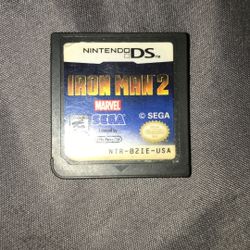 NINTENDO DS
IRON MAN 2
MARVEL
SEGA
© SEGA
NTR-B2IE-USA